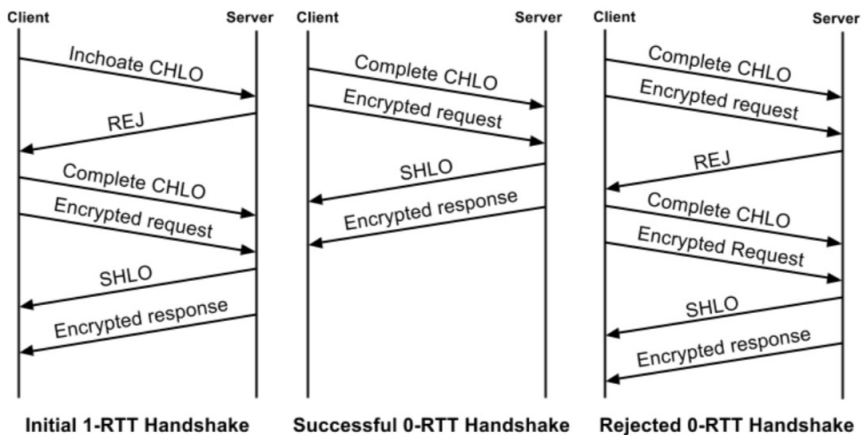 Client
Server
Inchoate CHLO
REJ
Complete CHLO
Encrypted request
SHLO
Encrypted response
Initial 1-RTT Handshake
Client
Server
Complete CHLO
Encrypted request
SHLO
Encrypted response
Successful 0-RTT Handshake
Client
Server
Complete CHLO
Encrypted request
REJ
Complete CHLO
Encrypted Request
SHLO
Encrypted response
Rejected 0-RTT Handshake